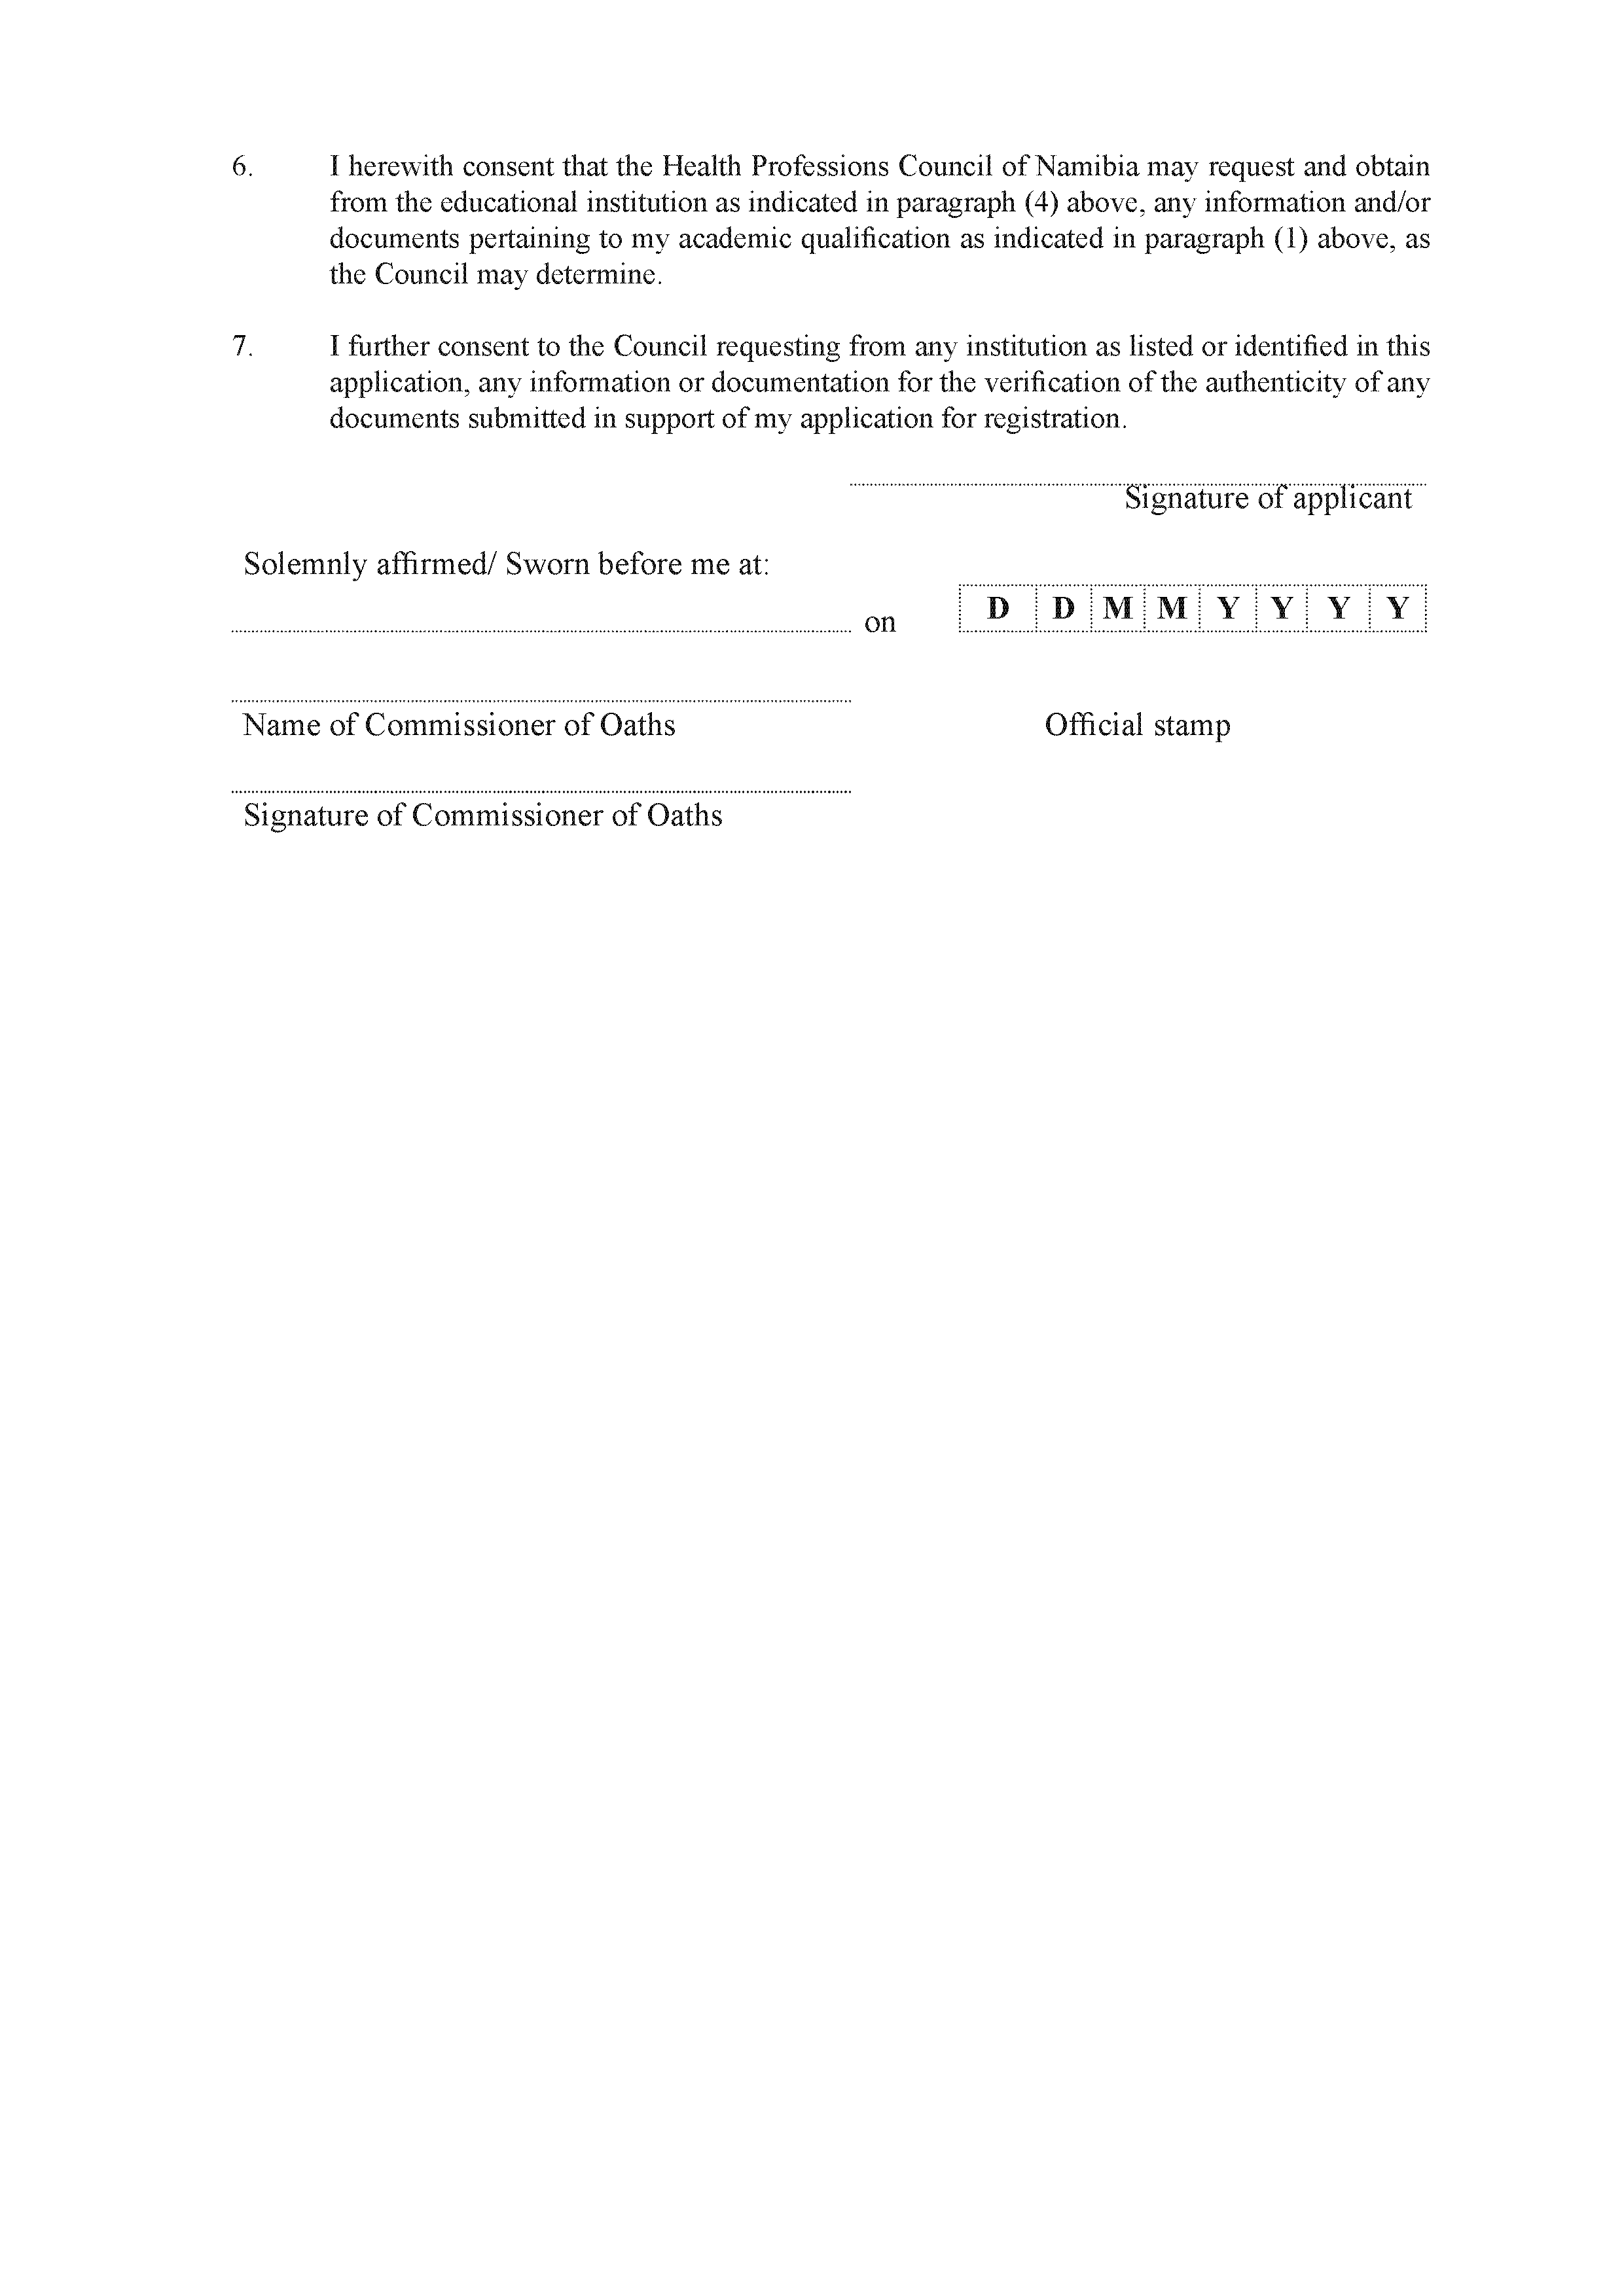 6. I herewith consent that the Health Professions Council of Namibia may request and obtain
from the educational institution as indicated in paragraph (4) above, any information and/or
documents pertaining to my academic qualification as indicated in paragraph (1) above, as
the Council may determine.
7. I further consent to the Council requesting from any institution as listed or identified in this
application, any information or documentation for the verification of the authenticity of any
documents submitted in support of my application for registration.
Signature of applicant
Solemnly affirmed/ Sworn before me at:
on D D M M Y Y Y Y
Name of Commissioner of Oaths Official stamp
Signature of Commissioner of Oaths